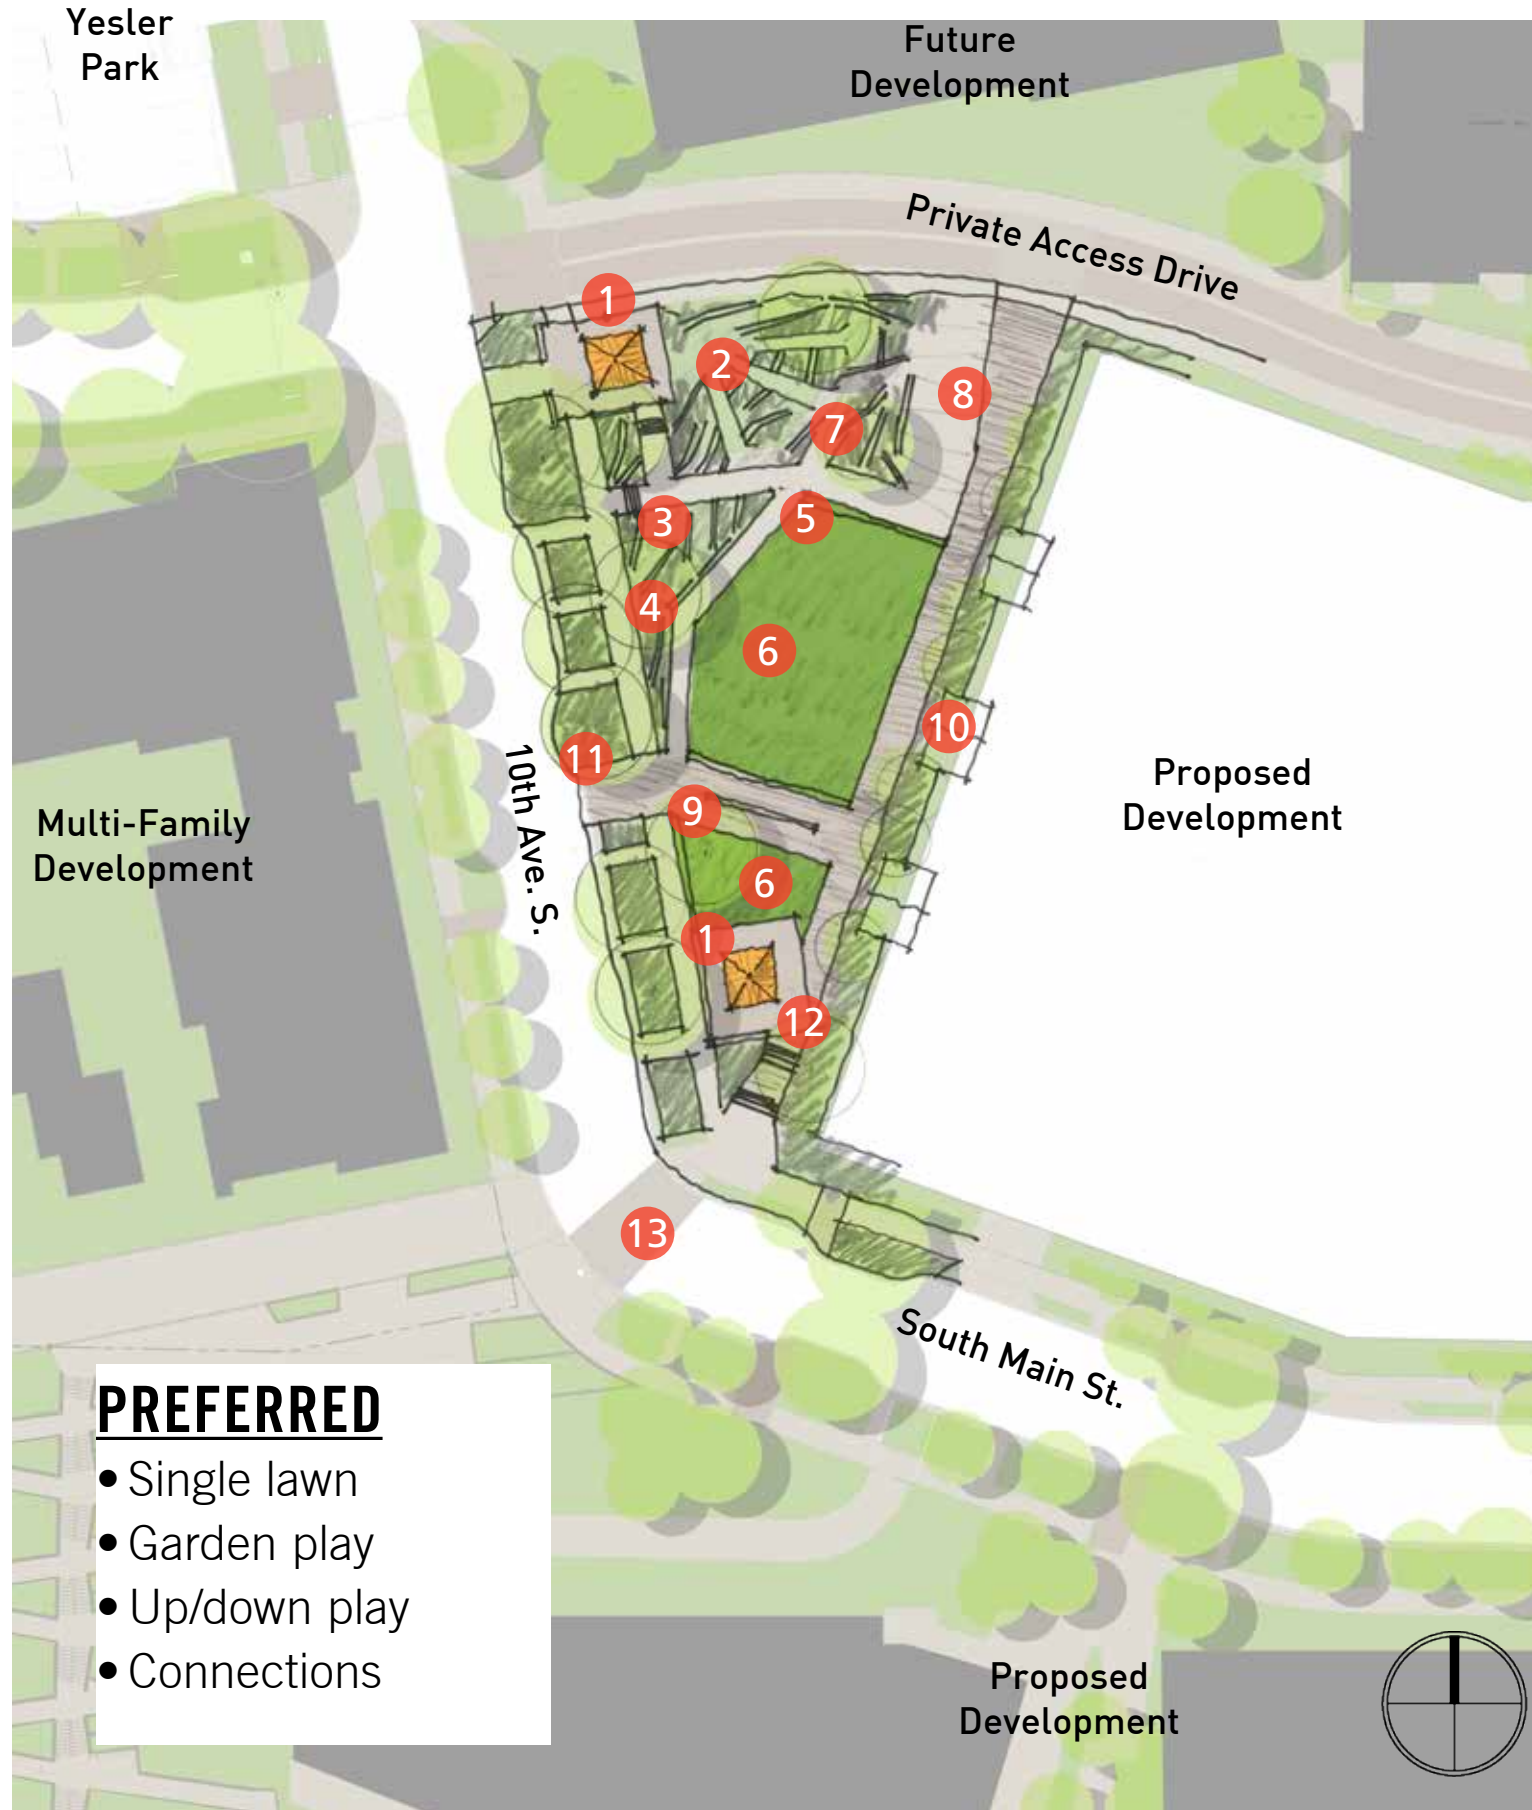 Yesler
Park
Future
Development
Private Access Drive
1
2
8
7
3
5
4
6
10
11
10th Ave. S.
Proposed
Development
Multi-Family
Development
9
6
1
12
13
South Main St.
PREFERRED
• Single lawn
• Garden play
• Up/down play
• Connections
Proposed
Development